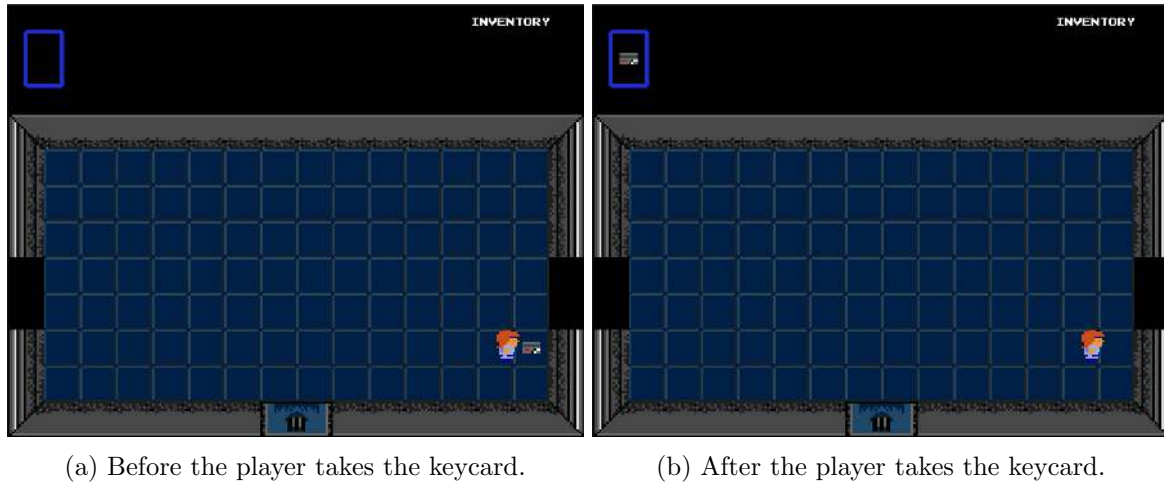 INVENTORY
INVENTORY
(a) Before the player takes the keycard.
(b) After the player takes the keycard.